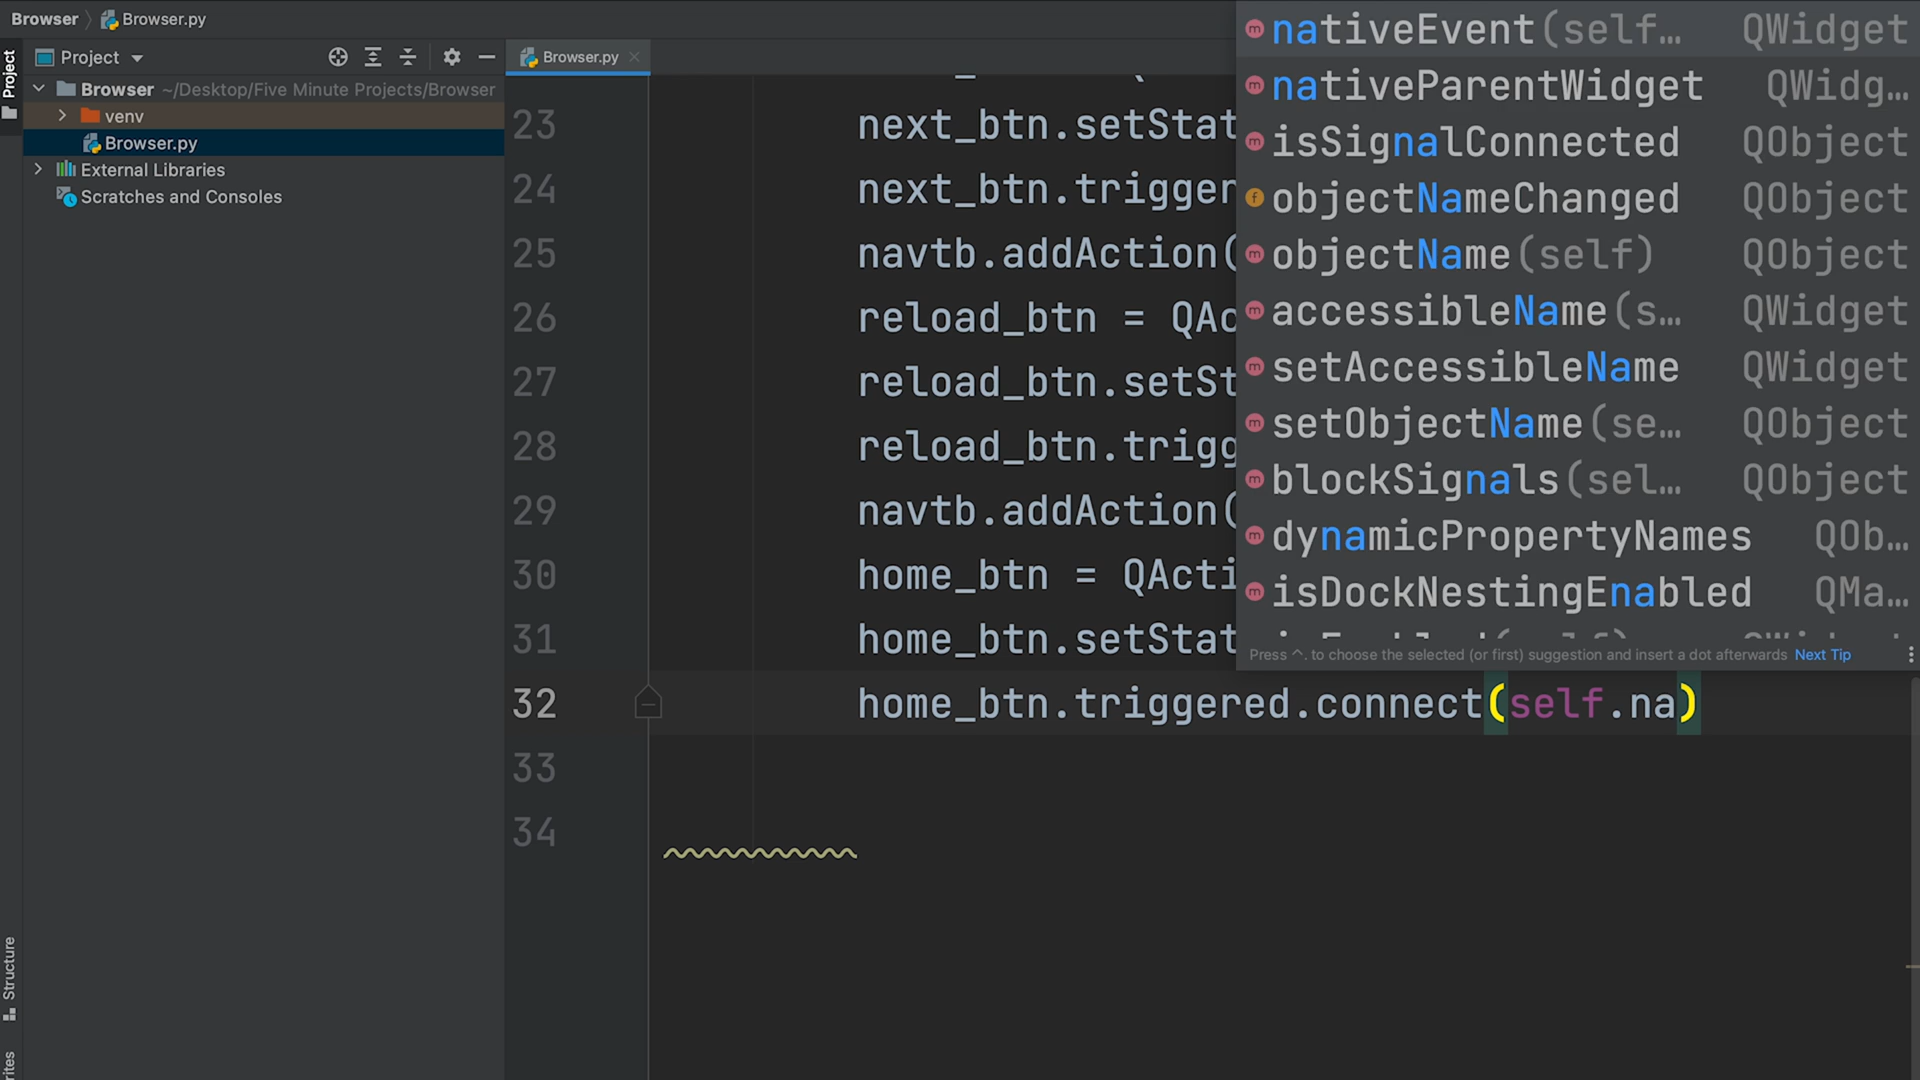 Browser
Browser.py
Project
Project
Browser.py
Browser ~/Desktop/Five Minute Projects/Browser
venv
Browser.py
External Libraries
Scratches and Consoles
Structure
23 next_btn.setStat
24 next_btn.trigger
25 navtb.addAction(
26 reload_btn = QAc
27 reload_btn.setSt
28 reload_btn.trigg
29 navtb.addAction(
30 home_btn = QActi
31 home_btn.setStat
32 home_btn.triggered.connect(self.na)
33
34
nativeEvent(self… QWidget
nativeParentWidget QWidg…
isSignalConnected QObject
objectNameChanged QObject
objectName(self) QObject
accessibleName(s… QWidget
setAccessibleName QWidget
setObjectName(se… QObject
blockSignals(sel… QObject
dynamicPropertyNames QOb…
isDockNestingEnabled QMa…
Press ^. to choose the selected (or first) suggestion and insert a dot afterwards Next Tip